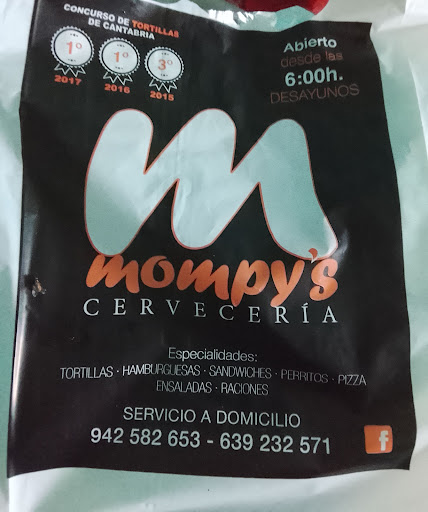 CONCURSO DE TORTILLAS
DE CANTABRIA
1º
1º
3º
2017
2016
2015
Abierto
desde las
6:00h.
DESAYUNOS
m
mompy's
CERVECERÍA
Especialidades:
TORTILLAS · HAMBURGUESAS · SANDWICHES · PERRITOS · PIZZA
ENSALADAS · RACIONES
SERVICIO A DOMICILIO
942 582 653 - 639 232 571
f